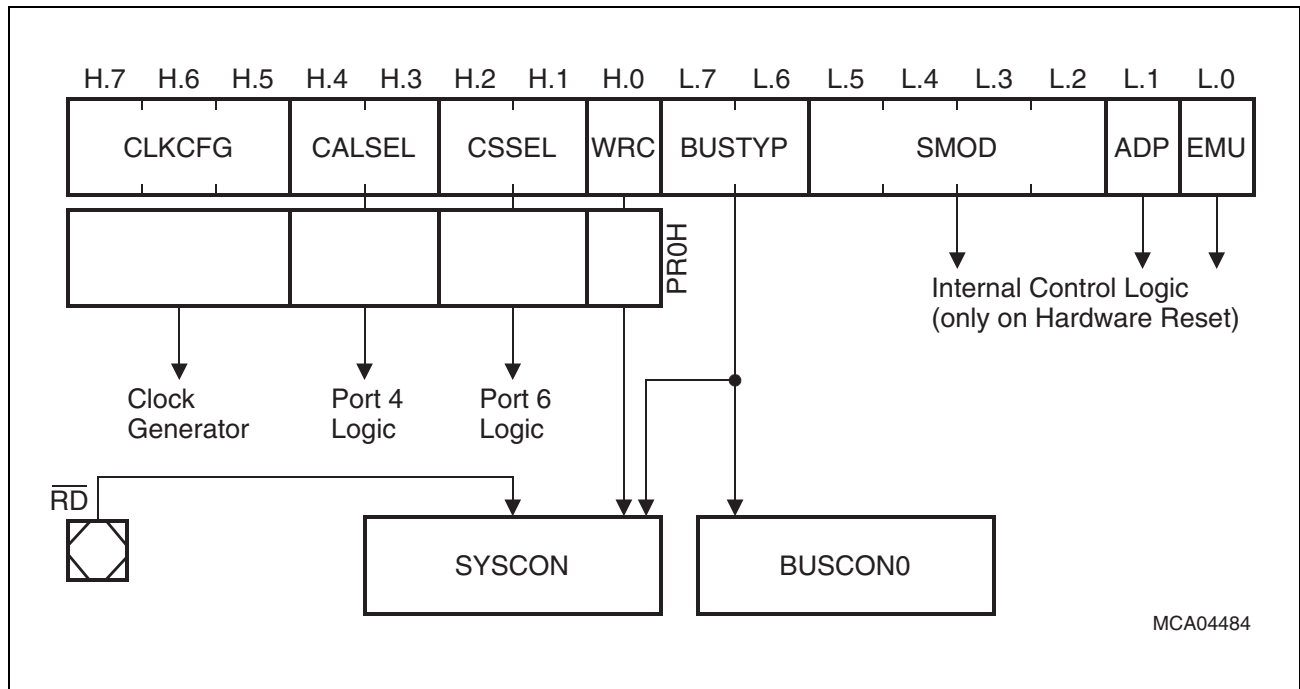 H.7 H.6 H.5 H.4 H.3 H.2 H.1 H.0 L.7 L.6 L.5 L.4 L.3 L.2 L.1 L.0
CLKCFG CALSEL CSSEL WRC BUSTYP SMOD ADP EMU
PR0H
Internal Control Logic
(only on Hardware Reset)
Clock
Generator
Port 4
Logic
Port 6
Logic
RD
SYSCON
BUSCON0
MCA04484